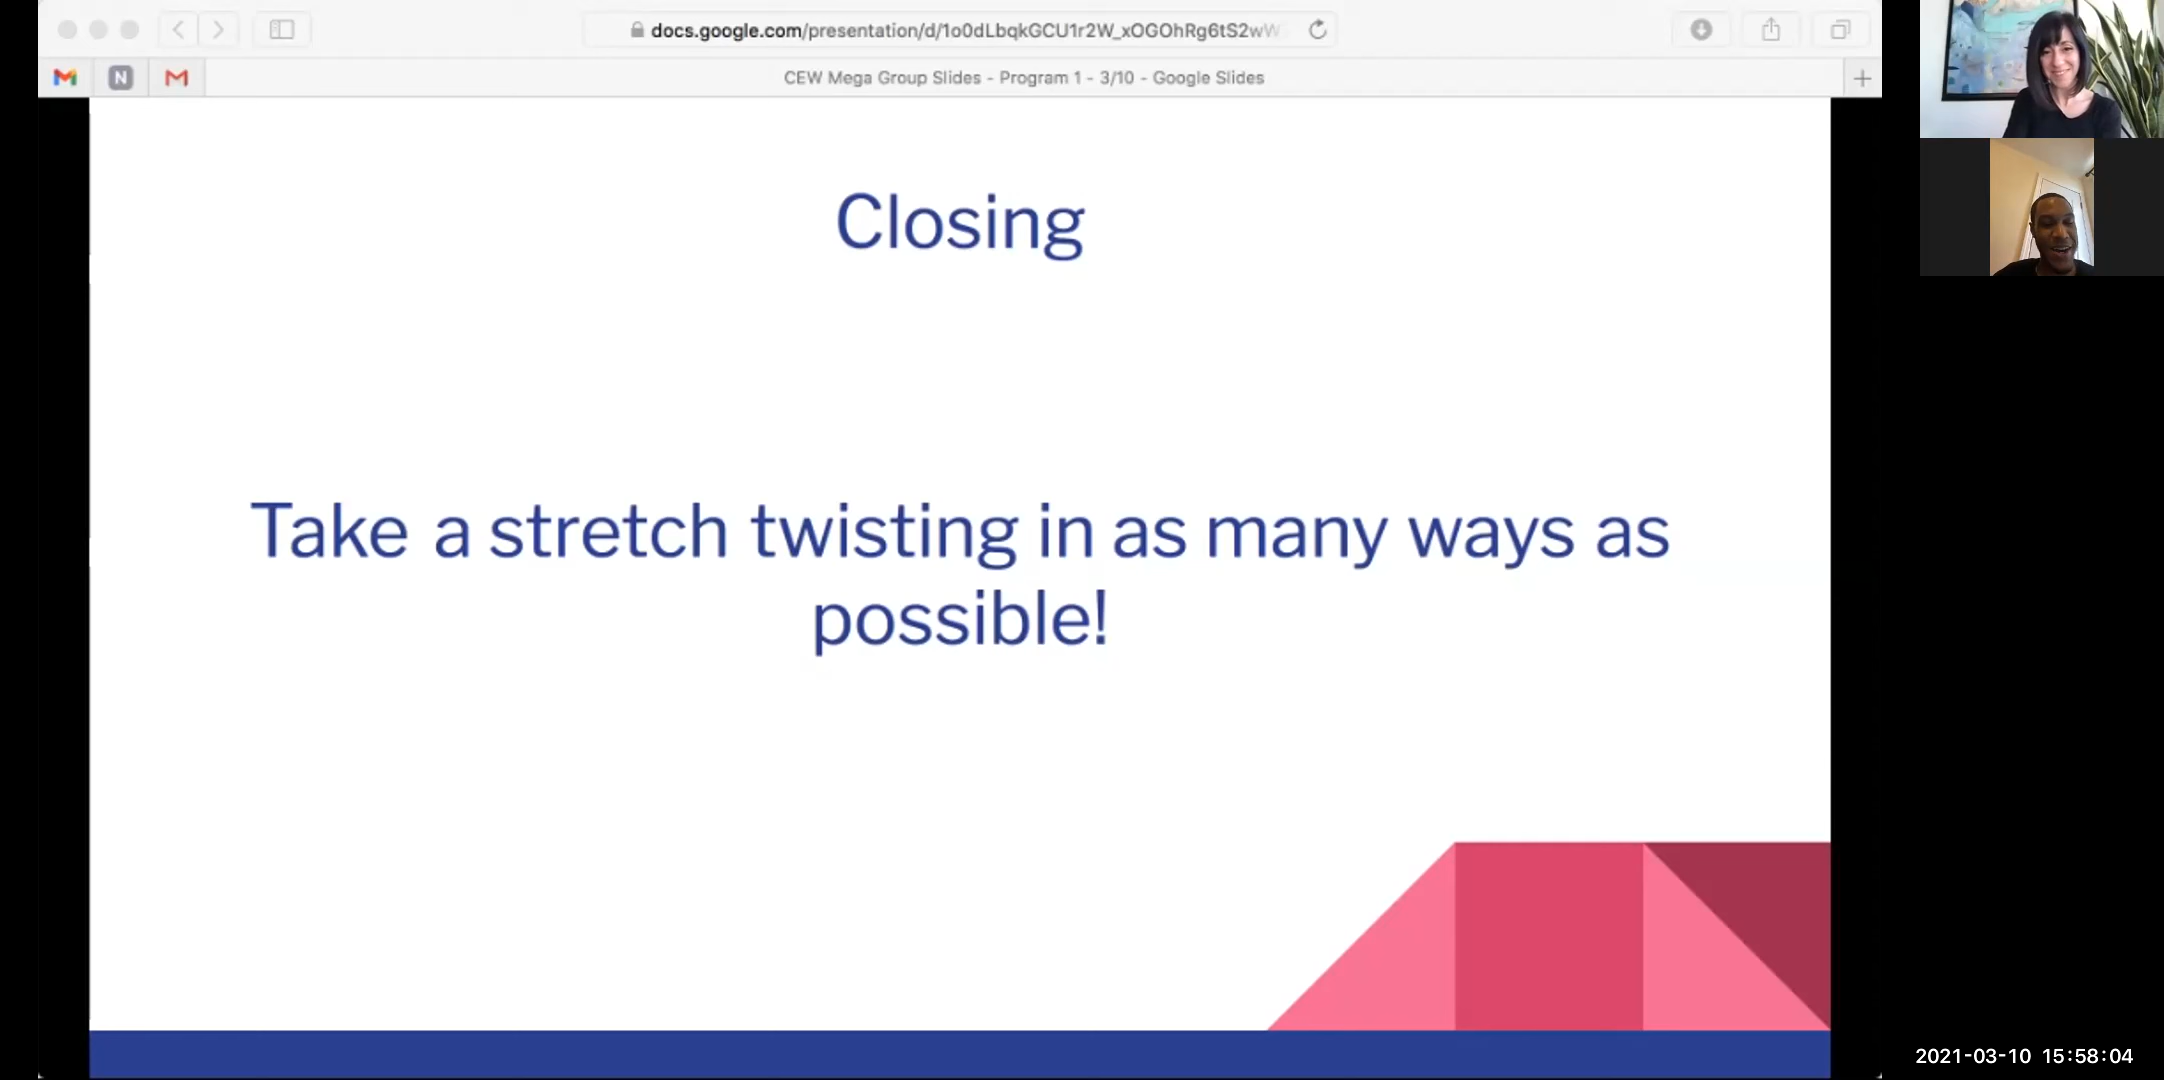 docs.google.com/presentation/d/1o0dLbqkGCU1r2W_xOGOhRg6tS2wW
N
CEW Mega Group Slides - Program 1 - 3/10 - Google Slides
Closing
Take a stretch twisting in as many ways as
possible!
2021-03-10 15:58:04